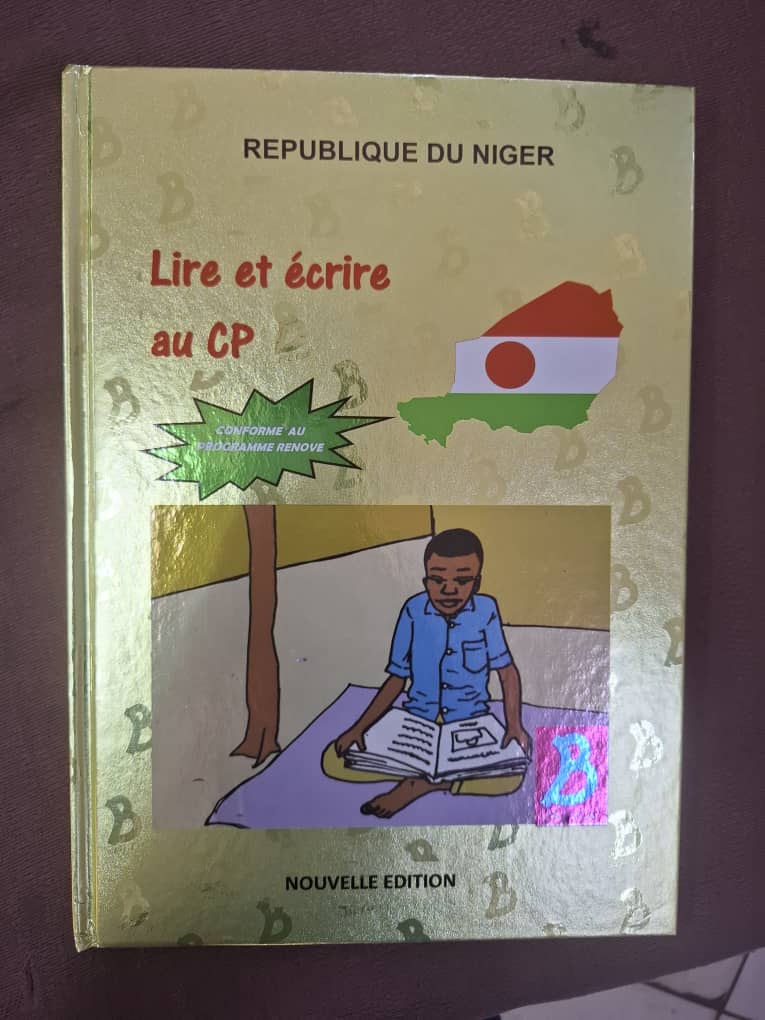 REPUBLIQUE DU NIGER
Lire et écrire
au CP
CONFORME AU
PROGRAMME RENOVE
B
NOUVELLE EDITION